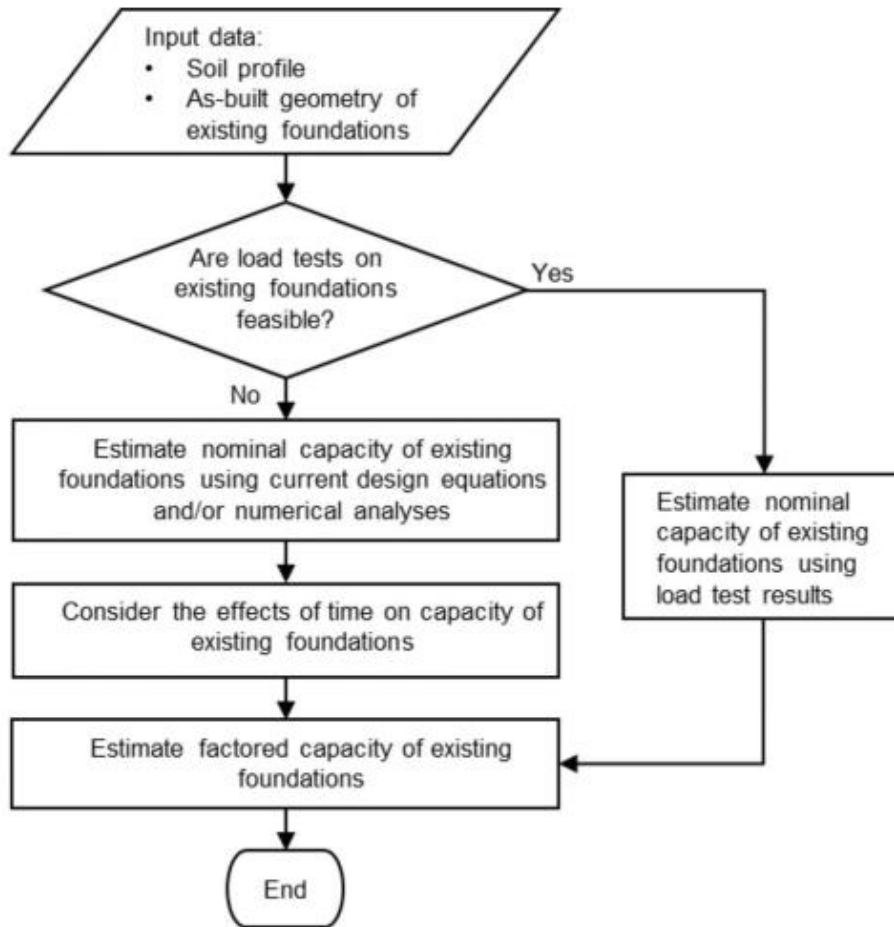 Input data:
• Soil profile
• As-built geometry of
existing foundations
Are load tests on
existing foundations
feasible?
Yes
No
Estimate nominal capacity of existing
foundations using current design equations
and/or numerical analyses
Estimate nominal
capacity of existing
foundations using
load test results
Consider the effects of time on capacity of
existing foundations
Estimate factored capacity of existing
foundations
End